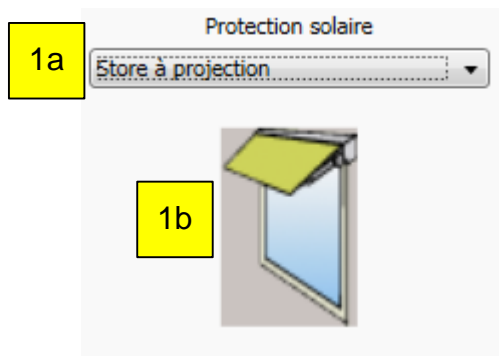 Protection solaire
1a
Store à projection
1b